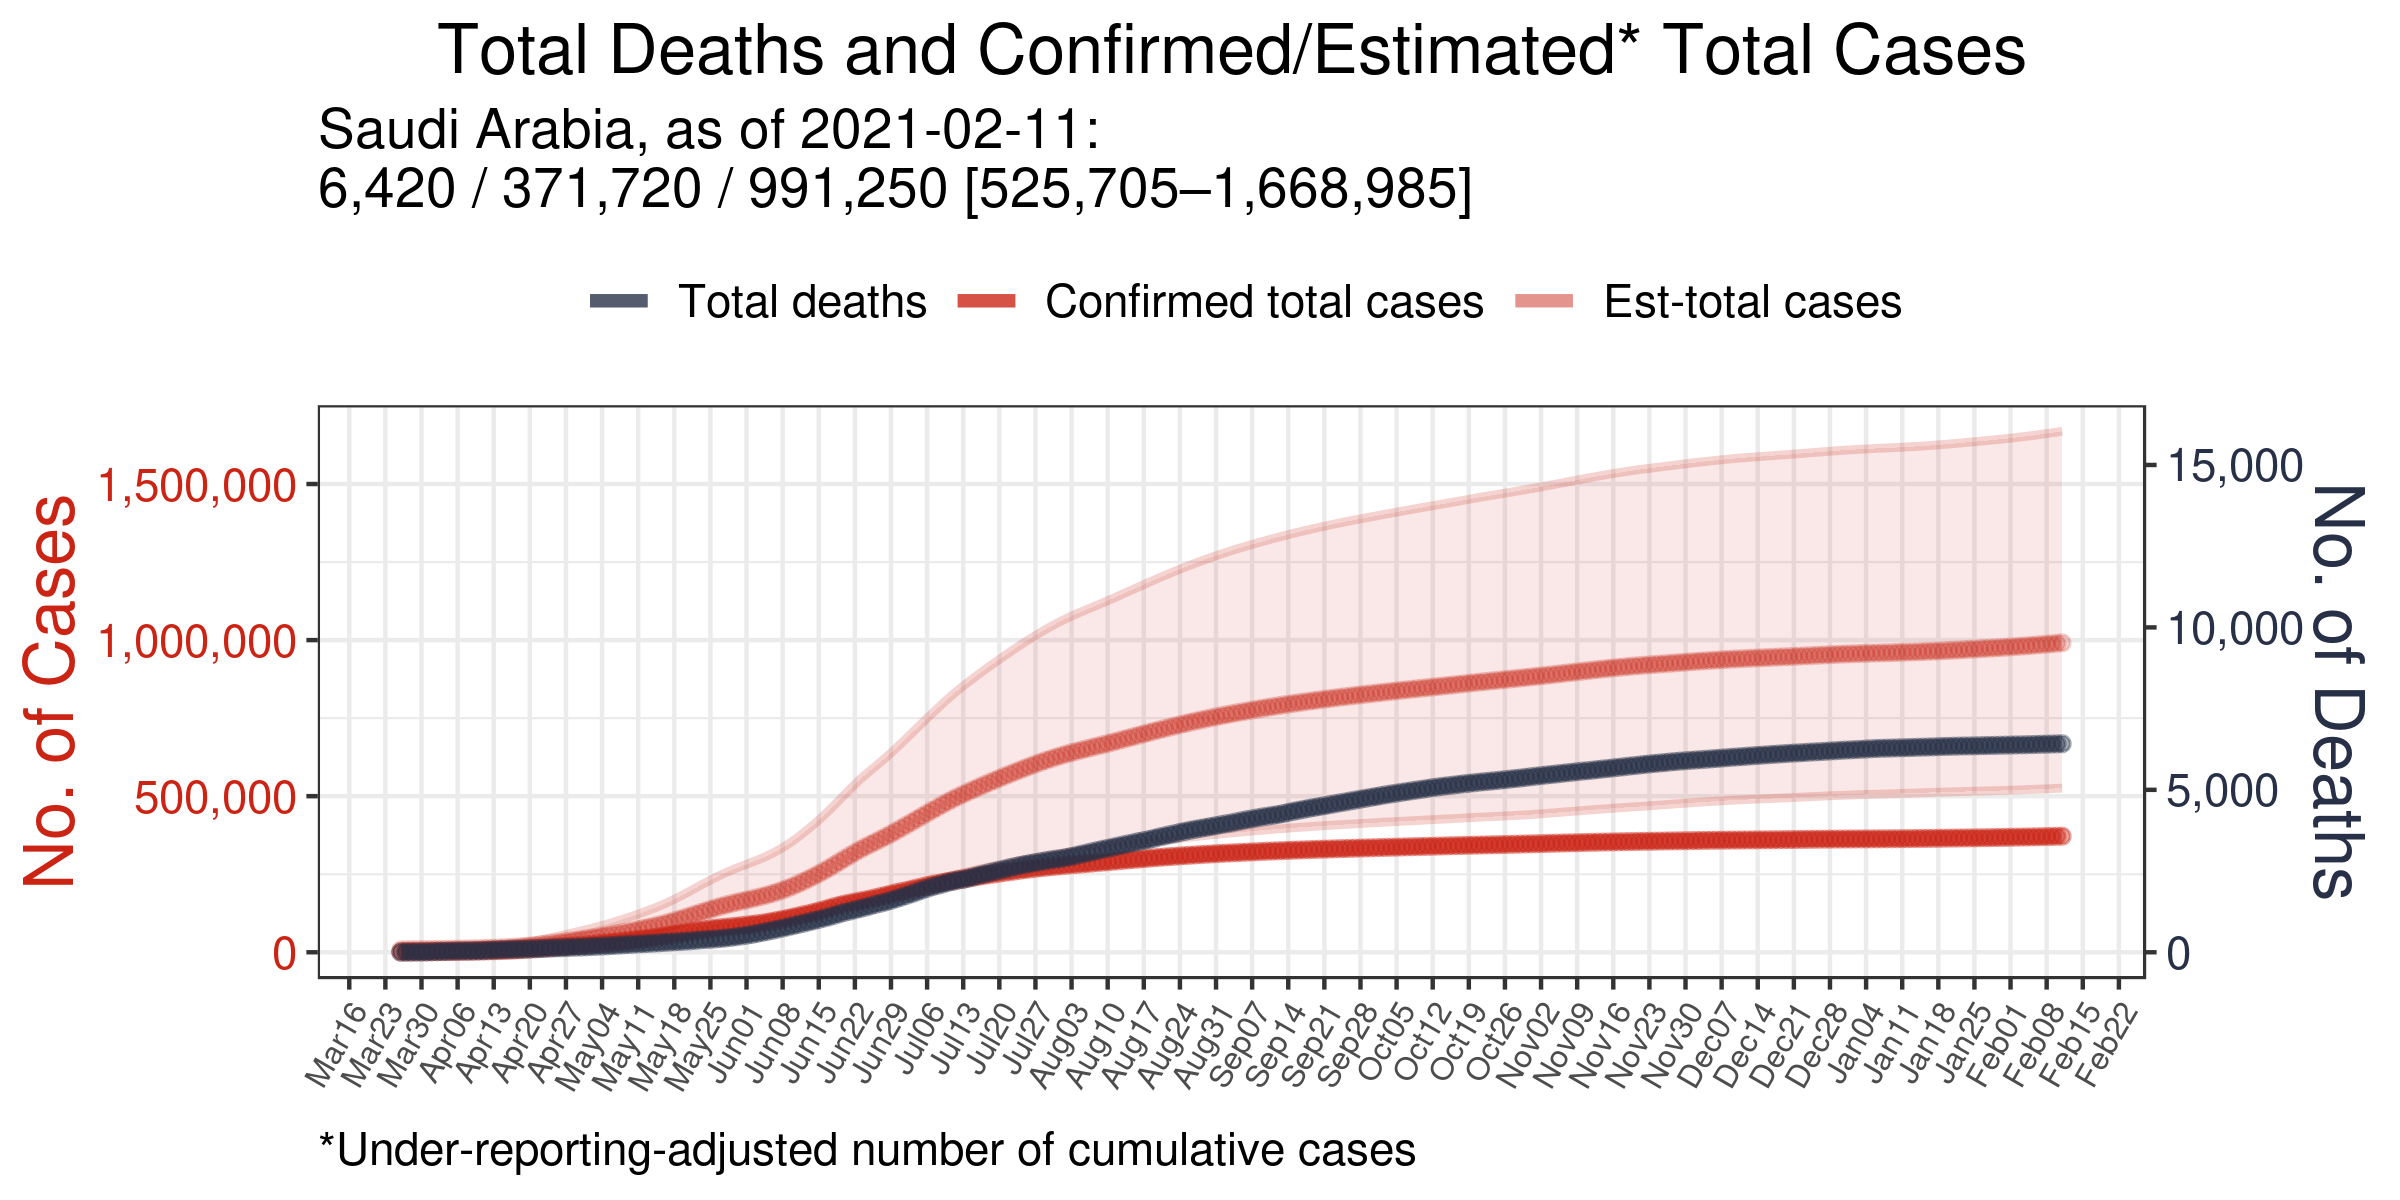 Total Deaths and Confirmed/Estimated* Total Cases
Saudi Arabia, as of 2021-02-11:
6,420 / 371,720 / 991,250 [525,705–1,668,985]
Total deaths
Confirmed total cases
Est-total cases
No. of Cases
1,500,000
1,000,000
500,000
0
15,000
10,000
5,000
0
No. of Deaths
Mar16
Mar23
Mar30
Apr06
Apr13
Apr20
Apr27
May04
May11
May18
May25
Jun01
Jun08
Jun15
Jun22
Jun29
Jul06
Jul13
Jul20
Jul27
Aug03
Aug10
Aug17
Aug24
Aug31
Sep07
Sep14
Sep21
Sep28
Oct05
Oct12
Oct19
Oct26
Nov02
Nov09
Nov16
Nov23
Nov30
Dec07
Dec14
Dec21
Dec28
Jan04
Jan11
Jan18
Jan25
Feb01
Feb08
Feb15
Feb22
*Under-reporting-adjusted number of cumulative cases